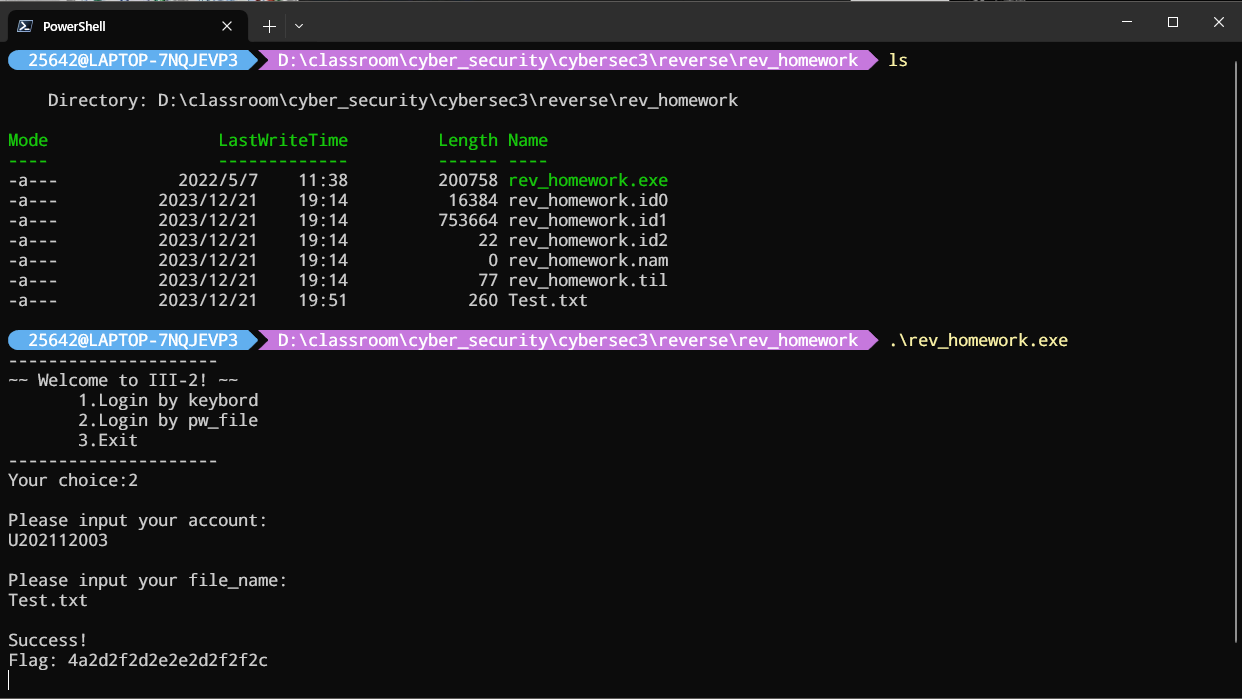 PowerShell
25642@LAPTOP-7NQJEVP3 D:\classroom\cyber_security\cybersec3\reverse\rev_homework ls
Directory: D:\classroom\cyber_security\cybersec3\reverse\rev_homework
Mode LastWriteTime Length Name
---- ------------- ------ ----
-a--- 2022/5/7 11:38 200758 rev_homework.exe
-a--- 2023/12/21 19:14 16384 rev_homework.id0
-a--- 2023/12/21 19:14 753664 rev_homework.id1
-a--- 2023/12/21 19:14 22 rev_homework.id2
-a--- 2023/12/21 19:14 0 rev_homework.nam
-a--- 2023/12/21 19:14 77 rev_homework.til
-a--- 2023/12/21 19:51 260 Test.txt
25642@LAPTOP-7NQJEVP3 D:\classroom\cyber_security\cybersec3\reverse\rev_homework .\rev_homework.exe
---------------------
~~ Welcome to III-2! ~~
1.Login by keybord
2.Login by pw_file
3.Exit
---------------------
Your choice:2
Please input your account:
U202112003
Please input your file_name:
Test.txt
Success!
Flag: 4a2d2f2d2e2e2d2f2f2c